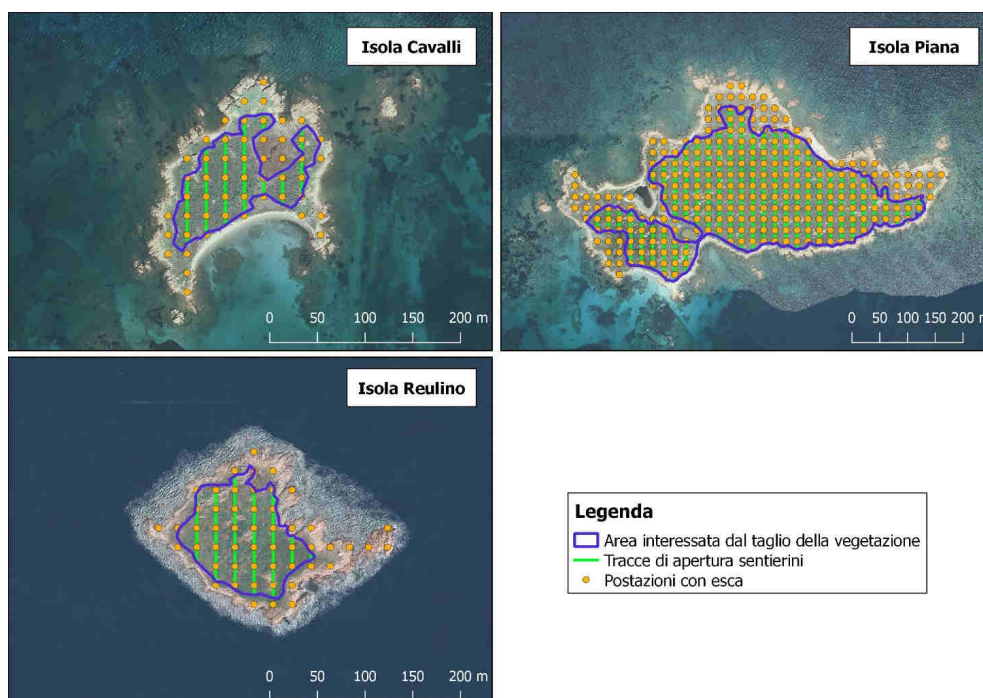 Isola Cavalli
0 50 100 150 200 m
Isola Piana
0 50 100 150 200 m
Isola Reulino
0 50 100 150 200 m
Legenda
Area interessata dal taglio della vegetazione
Tracce di apertura sentierini
Postazioni con esca